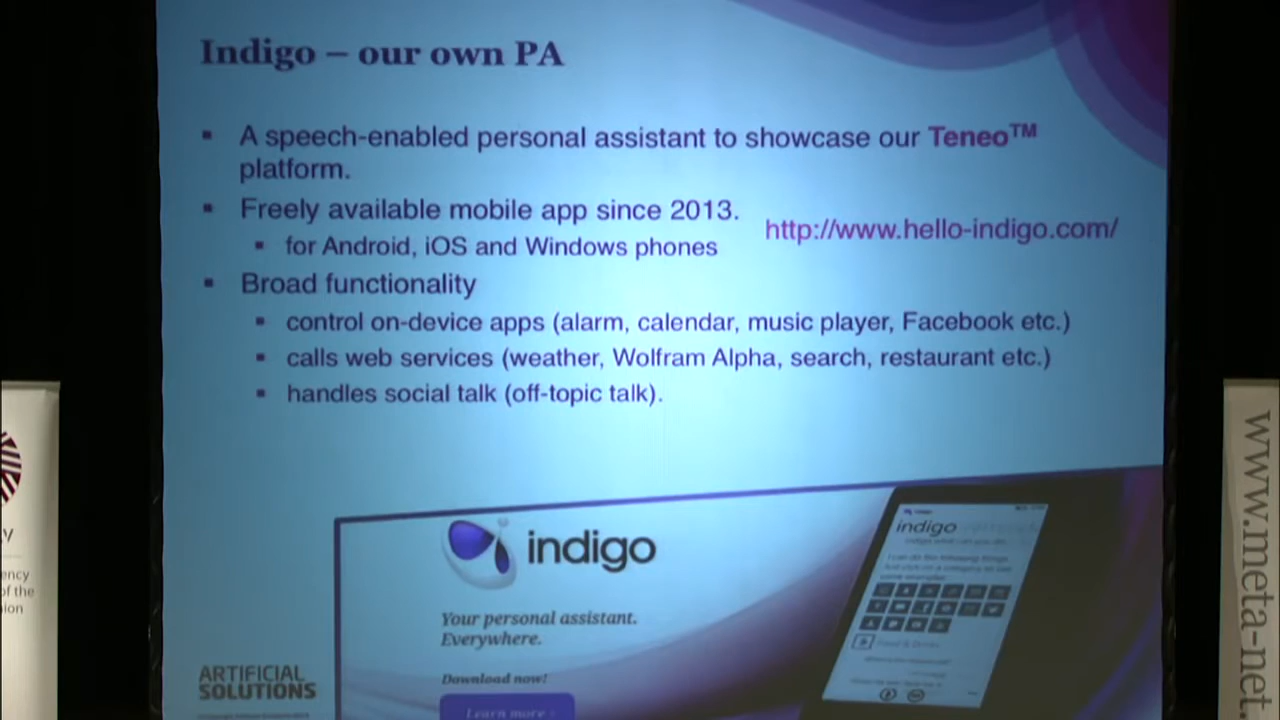 Indigo – our own PA
▪ A speech-enabled personal assistant to showcase our Teneo™
platform.
▪ Freely available mobile app since 2013.
http://www.hello-indigo.com/
▪ for Android, iOS and Windows phones
▪ Broad functionality
▪ control on-device apps (alarm, calendar, music player, Facebook etc.)
▪ calls web services (weather, Wolfram Alpha, search, restaurant etc.)
▪ handles social talk (off-topic talk).
indigo
Your personal assistant.
Everywhere.
Download now!
Learn more
ARTIFICIAL
SOLUTIONS
indigo
ency
of the
www.meta-net.